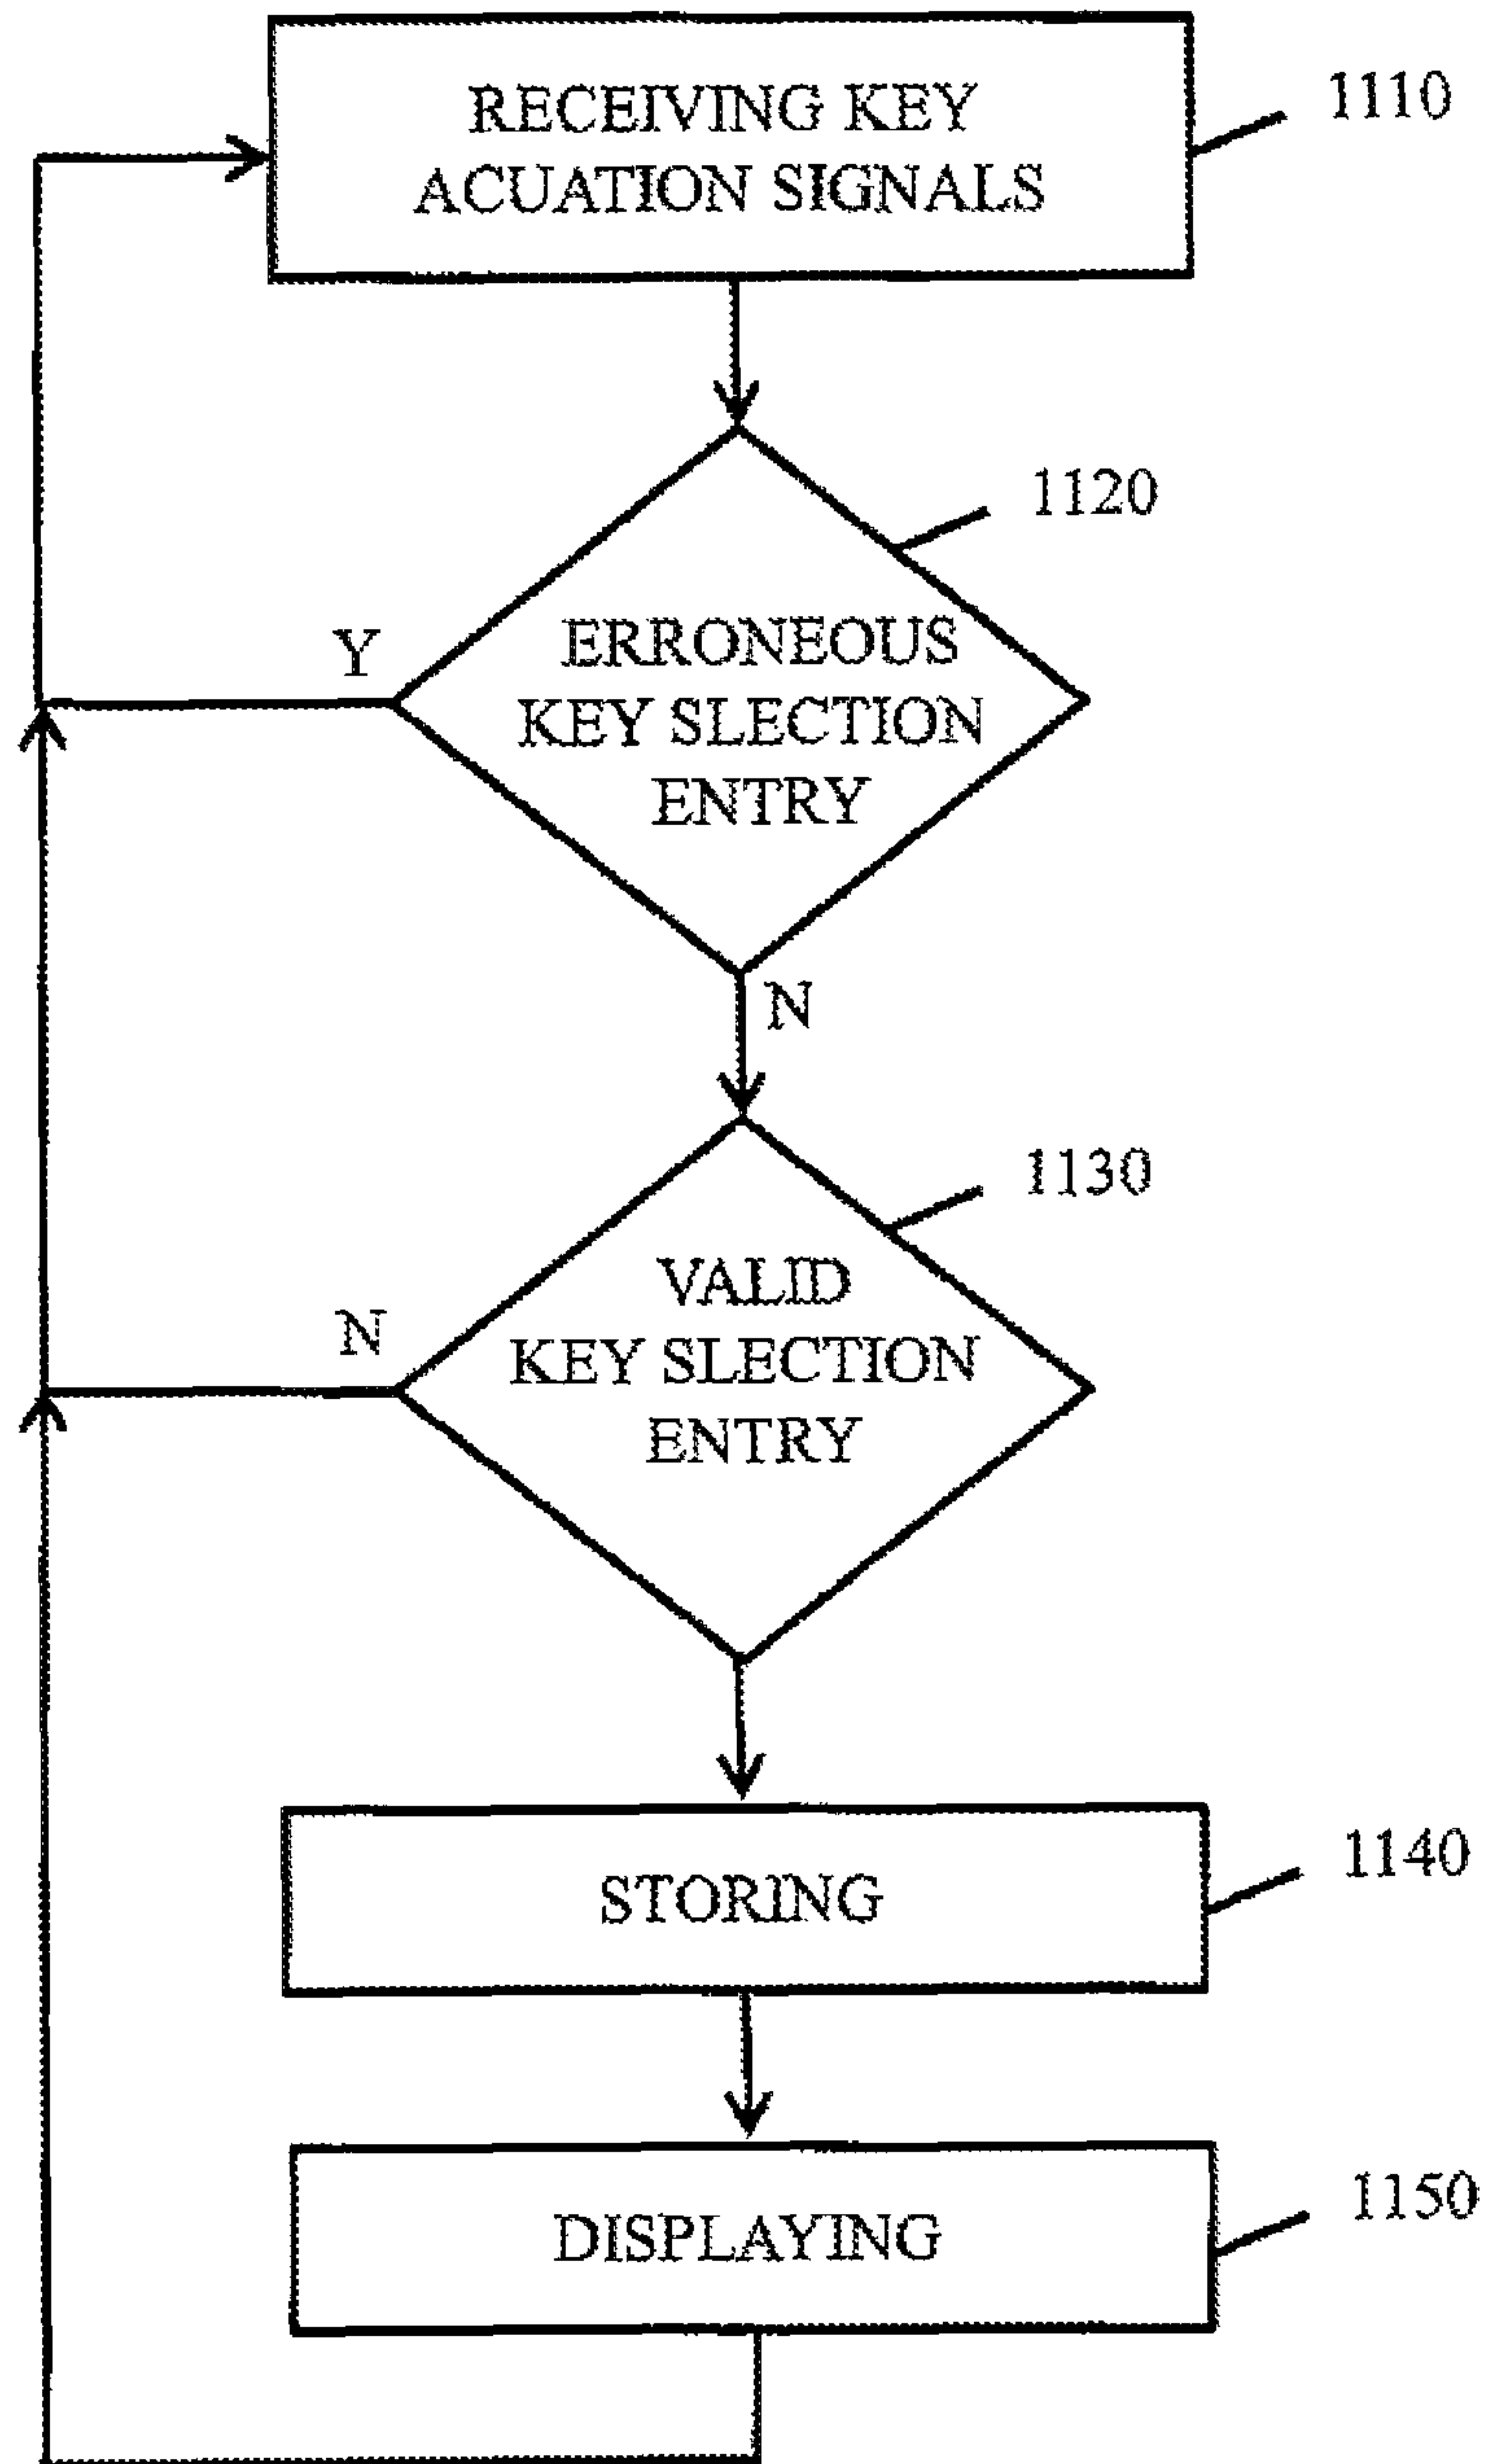 RECEIVING KEY
ACUATION SIGNALS
1110
1120
Y
ERRONEOUS
KEY SLECTION
ENTRY
N
1130
N
VALID
KEY SLECTION
ENTRY
STORING
1140
DISPLAYING
1150